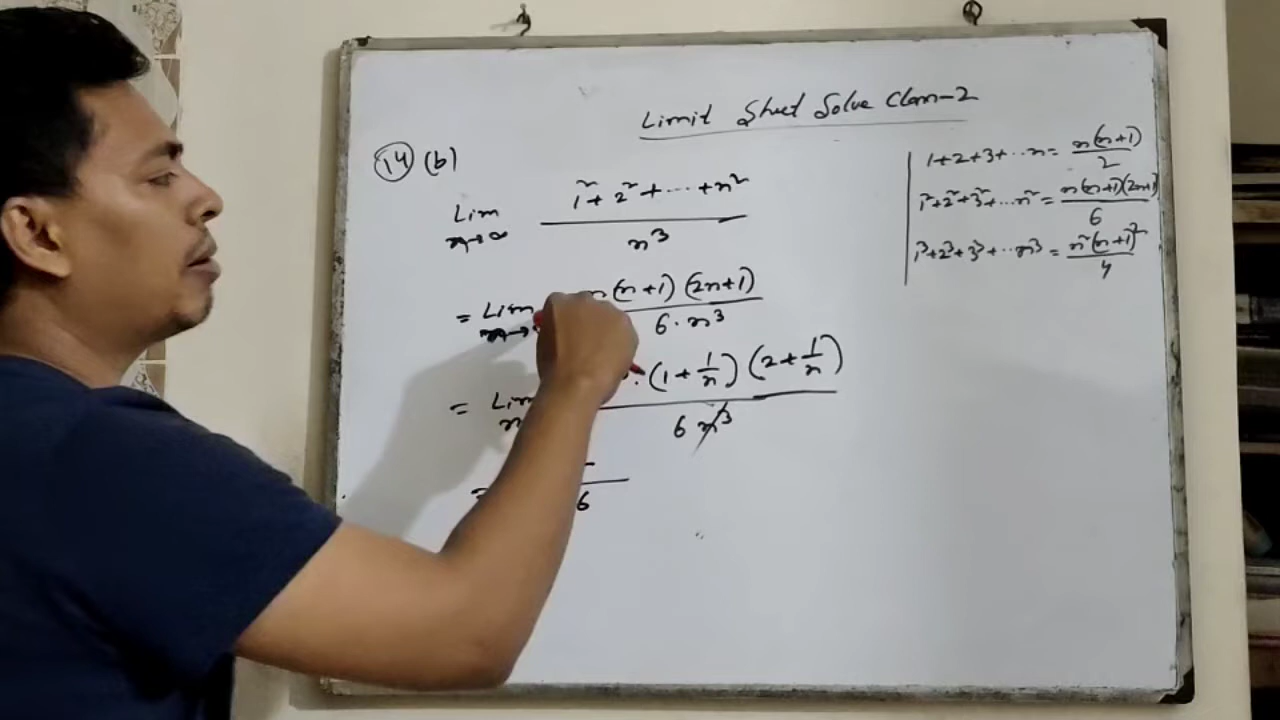 Limit Sheet Solve Class-2
14 (b)
Lim n→∞ (1² + 2² + ... + n²) / n³
= Lim n(n+1)(2n+1) / 6·n³
= Lim (1 + 1/n)(2 + 1/n) / 6 n³
= / 6
1+2+3+...n = n(n+1) / 2
1²+2²+3²+...n² = n(n+1)(2n+1) / 6
1³+2³+3³+...n³ = n²(n+1)² / 4